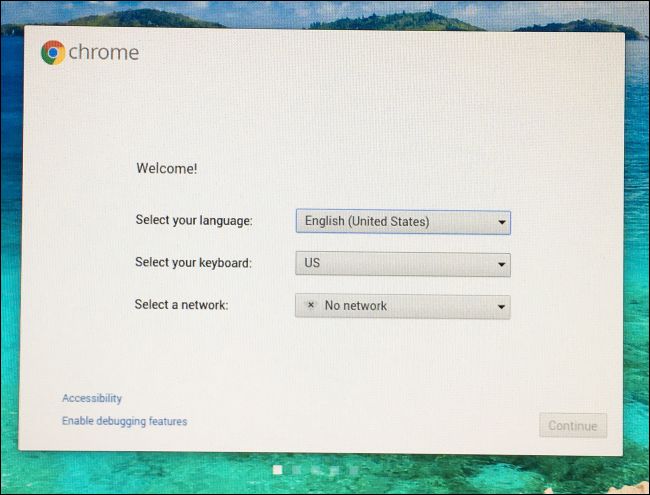 chrome
Welcome!
Select your language: English (United States)
Select your keyboard: US
Select a network: No network
Accessibility
Enable debugging features
Continue